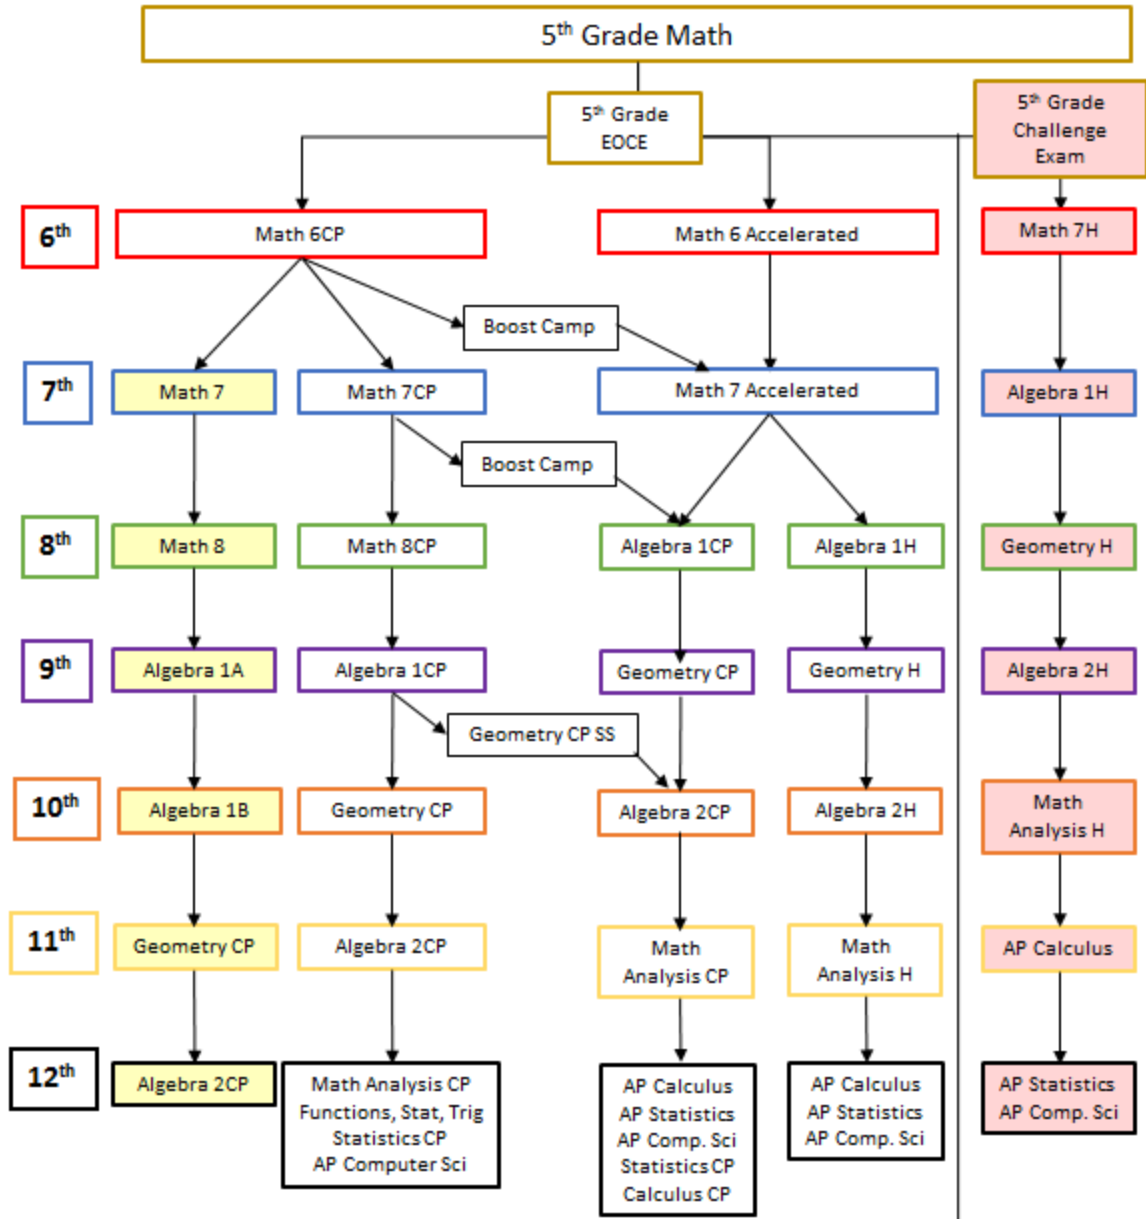 5th Grade Math
5th Grade
EOCE
5th Grade
Challenge
Exam
6th
Math 6CP
Math 6 Accelerated
Math 7H
Boost Camp
7th
Math 7
Math 7CP
Math 7 Accelerated
Algebra 1H
Boost Camp
8th
Math 8
Math 8CP
Algebra 1CP
Algebra 1H
Geometry H
9th
Algebra 1A
Algebra 1CP
Geometry CP
Geometry H
Algebra 2H
Geometry CP SS
10th
Algebra 1B
Geometry CP
Algebra 2CP
Algebra 2H
Math
Analysis H
11th
Geometry CP
Algebra 2CP
Math
Analysis CP
Math
Analysis H
AP Calculus
12th
Algebra 2CP
Math Analysis CP
Functions, Stat, Trig
Statistics CP
AP Computer Sci
AP Calculus
AP Statistics
AP Comp. Sci
Statistics CP
Calculus CP
AP Calculus
AP Statistics
AP Comp. Sci
AP Statistics
AP Comp. Sci